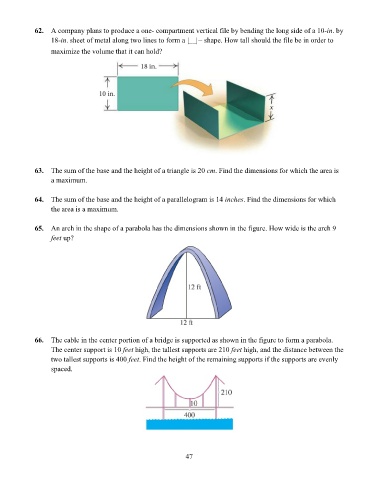 62. A company plans to produce a one- compartment vertical file by bending the long side of a 10-in. by
18-in. sheet of metal along two lines to form a |__| – shape. How tall should the file be in order to
maximize the volume that it can hold?
18 in.
10 in.
x
63. The sum of the base and the height of a triangle is 20 cm. Find the dimensions for which the area is
a maximum.
64. The sum of the base and the height of a parallelogram is 14 inches. Find the dimensions for which
the area is a maximum.
65. An arch in the shape of a parabola has the dimensions shown in the figure. How wide is the arch 9
feet up?
12 ft
12 ft
66. The cable in the center portion of a bridge is supported as shown in the figure to form a parabola.
The center support is 10 feet high, the tallest supports are 210 feet high, and the distance between the
two tallest supports is 400 feet. Find the height of the remaining supports if the supports are evenly
spaced.
210
10
400
47